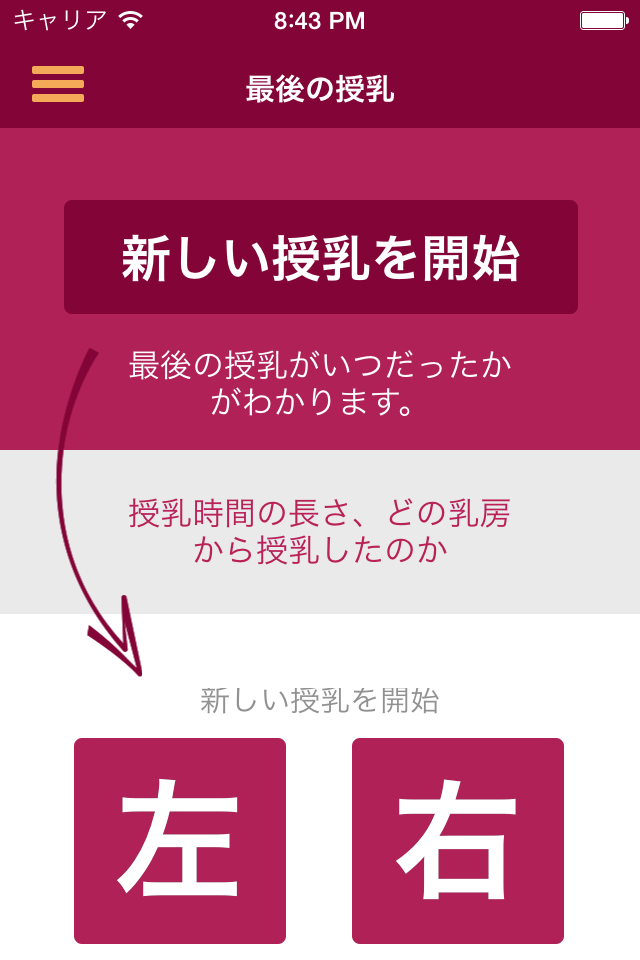 キャリア 8:43 PM
最後の授乳
新しい授乳を開始
最後の授乳がいつだったか
がわかります。
授乳時間の長さ、どの乳房
から授乳したのか
新しい授乳を開始
左 右